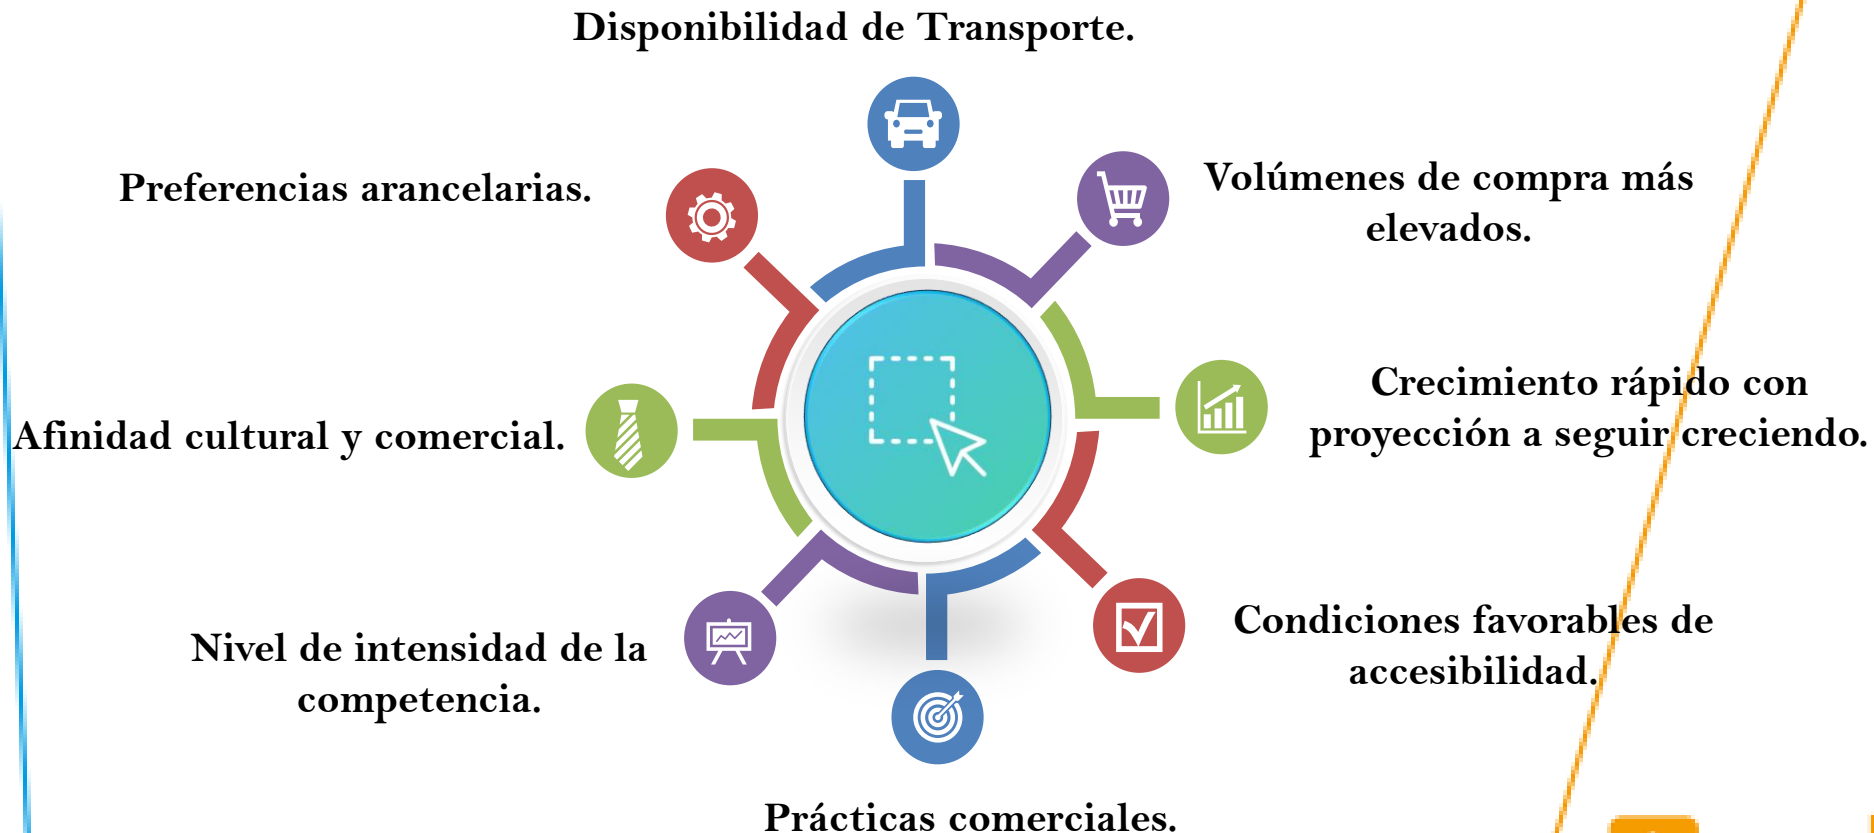 Disponibilidad de Transporte.
Preferencias arancelarias.
Volúmenes de compra más
elevados.
Afinidad cultural y comercial.
Crecimiento rápido con
proyección a seguir creciendo.
Nivel de intensidad de la
competencia.
Condiciones favorables de
accesibilidad.
Prácticas comerciales.